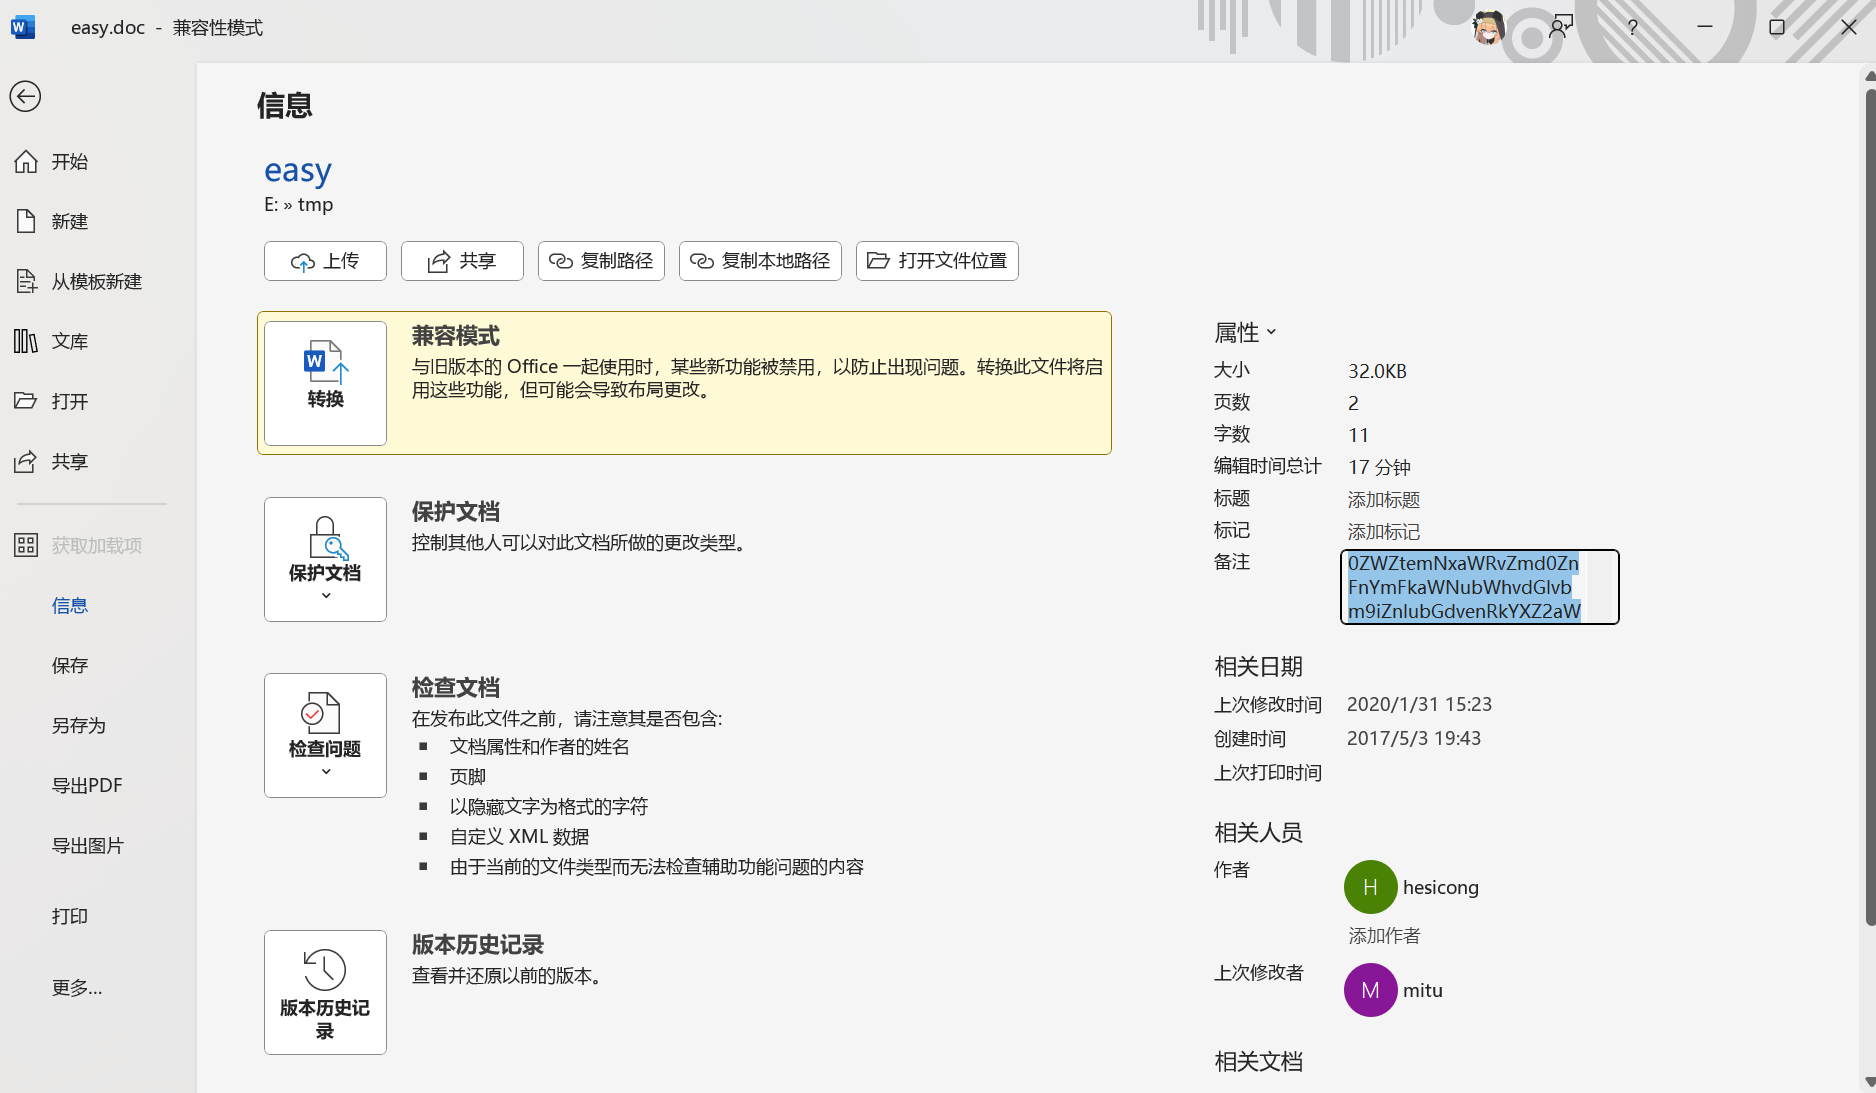 easy.doc - 兼容性模式
信息
开始
新建
从模板新建
文库
打开
共享
获取加载项
信息
保存
另存为
导出PDF
导出图片
打印
更多...
easy
E: » tmp
上传
共享
复制路径
复制本地路径
打开文件位置
转换
兼容模式
与旧版本的 Office 一起使用时，某些新功能被禁用，以防止出现问题。转换此文件将启
用这些功能，但可能会导致布局更改。
保护文档
保护文档
控制其他人可以对此文档所做的更改类型。
检查问题
检查文档
在发布此文件之前，请注意其是否包含:
文档属性和作者的姓名
页脚
以隐藏文字为格式的字符
自定义 XML 数据
由于当前的文件类型而无法检查辅助功能问题的内容
版本历史记
录
版本历史记录
查看并还原以前的版本。
属性
大小 32.0KB
页数 2
字数 11
编辑时间总计 17 分钟
标题 添加标题
标记 添加标记
备注 0ZWZtemNxaWRvZmd0Zn
FnYmFkaWNubWhvdGlvb
m9iZnlubGdvenRkYXZ2aW
相关日期
上次修改时间 2020/1/31 15:23
创建时间 2017/5/3 19:43
上次打印时间
相关人员
作者
H hesicong
添加作者
上次修改者
M mitu
相关文档